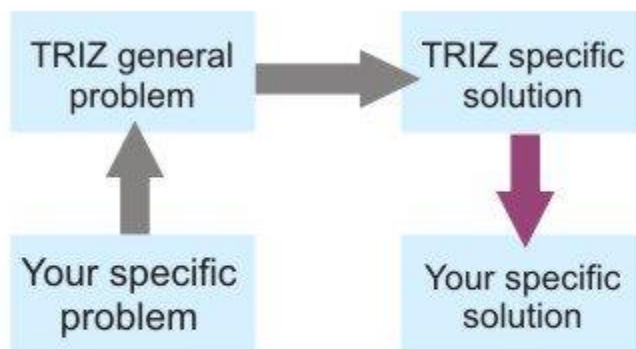 TRIZ general
problem
TRIZ specific
solution
Your specific
problem
Your specific
solution